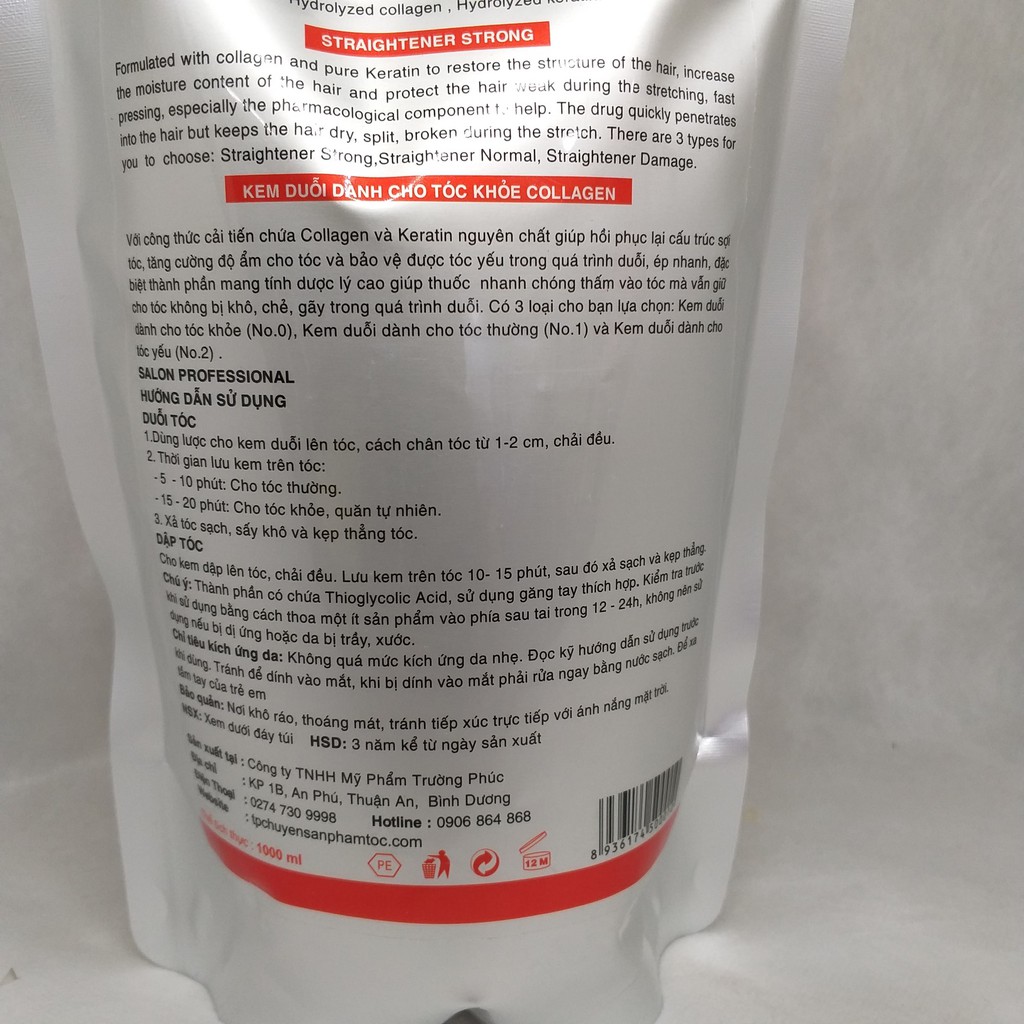 Hydrolyzed collagen , Hydrolyzed
STRAIGHTENER STRONG
Formulated with collagen and pure Keratin to restore the structure of the hair, increase
the moisture content of the hair and protect the hair weak during the stretching, fast
pressing, especially the pharmacological component to help. The drug quickly penetrates
into the hair but keeps the hair dry, split, broken during the stretch. There are 3 types for
you to choose: Straightener Strong,Straightener Normal, Straightener Damage.
KEM DUỖI DÀNH CHO TÓC KHỎE COLLAGEN
Với công thức cải tiến chứa Collagen và Keratin nguyên chất giúp hồi phục lại cấu trúc sợi
tóc, tăng cường độ ẩm cho tóc và bảo vệ được tóc yếu trong quá trình duỗi, ép nhanh, đặc
biệt thành phần mang tính dược lý cao giúp thuốc nhanh chóng thấm vào tóc mà vẫn giữ
cho tóc không bị khô, chẻ, gãy trong quá trình duỗi. Có 3 loại cho bạn lựa chọn: Kem duỗi
dành cho tóc khỏe (No.0), Kem duỗi dành cho tóc thường (No.1) và Kem duỗi dành cho
tóc yếu (No.2) .
SALON PROFESSIONAL
HƯỚNG DẪN SỬ DỤNG
DUỖI TÓC
1.Dùng lược cho kem duỗi lên tóc, cách chân tóc từ 1-2 cm, chải đều.
2. Thời gian lưu kem trên tóc:
-5 - 10 phút: Cho tóc thường.
-15 - 20 phút: Cho tóc khỏe, quăn tự nhiên.
3. Xả tóc sạch, sấy khô và kẹp thẳng tóc.
DẬP TÓC
Cho kem dập lên tóc, chải đều. Lưu kem trên tóc 10- 15 phút, sau đó xả sạch và kẹp thẳng.
Chú ý: Thành phần có chứa Thioglycolic Acid, sử dụng găng tay thích hợp. Kiểm tra trước
khi sử dụng bằng cách thoa một ít sản phẩm vào phía sau tai trong 12 - 24h, không nên sử
dụng nếu bị dị ứng hoặc da bị trầy, xước.
Chỉ tiêu kích ứng da: Không quá mức kích ứng da nhẹ. Đọc kỹ hướng dẫn sử dụng trước
khi dùng. Tránh để dính vào mắt, khi bị dính vào mắt phải rửa ngay bằng nước sạch. Để xa
tầm tay của trẻ em
Bảo quản: Nơi khô ráo, thoáng mát, tránh tiếp xúc trực tiếp với ánh nắng mặt trời.
NSX: Xem dưới đáy túi HSD: 3 năm kể từ ngày sản xuất
Sản xuất tại : Công ty TNHH Mỹ Phẩm Trường Phúc
Địa chỉ : KP 1B, An Phú, Thuận An, Bình Dương
Điện Thoại : 0274 730 9998 Hotline : 0906 864 868
Website : tpchuyensanphamtoc.com
Thể tích thực : 1000 ml
PE
12 M